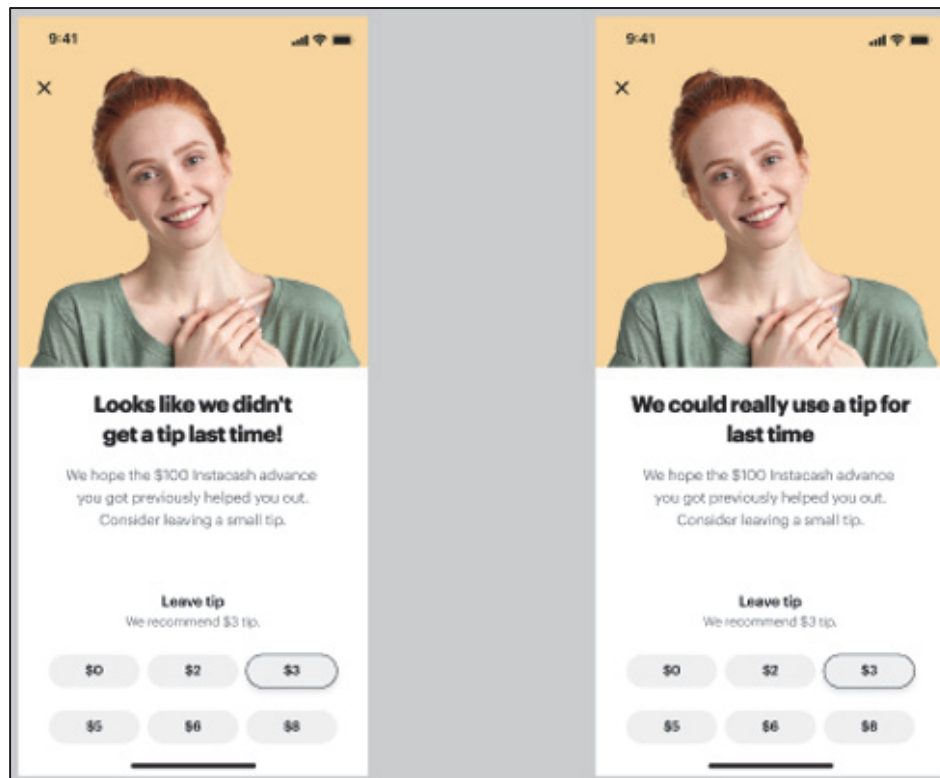 9:41
Looks like we didn't
get a tip last time!
We hope the $100 Instacash advance
you got previously helped you out.
Consider leaving a small tip.
Leave tip
We recommend $3 tip.
$0 $2 $3
$5 $6 $8
9:41
We could really use a tip for
last time
We hope the $100 Instacash advance
you got previously helped you out.
Consider leaving a small tip.
Leave tip
We recommend $3 tip.
$0 $2 $3
$5 $6 $8